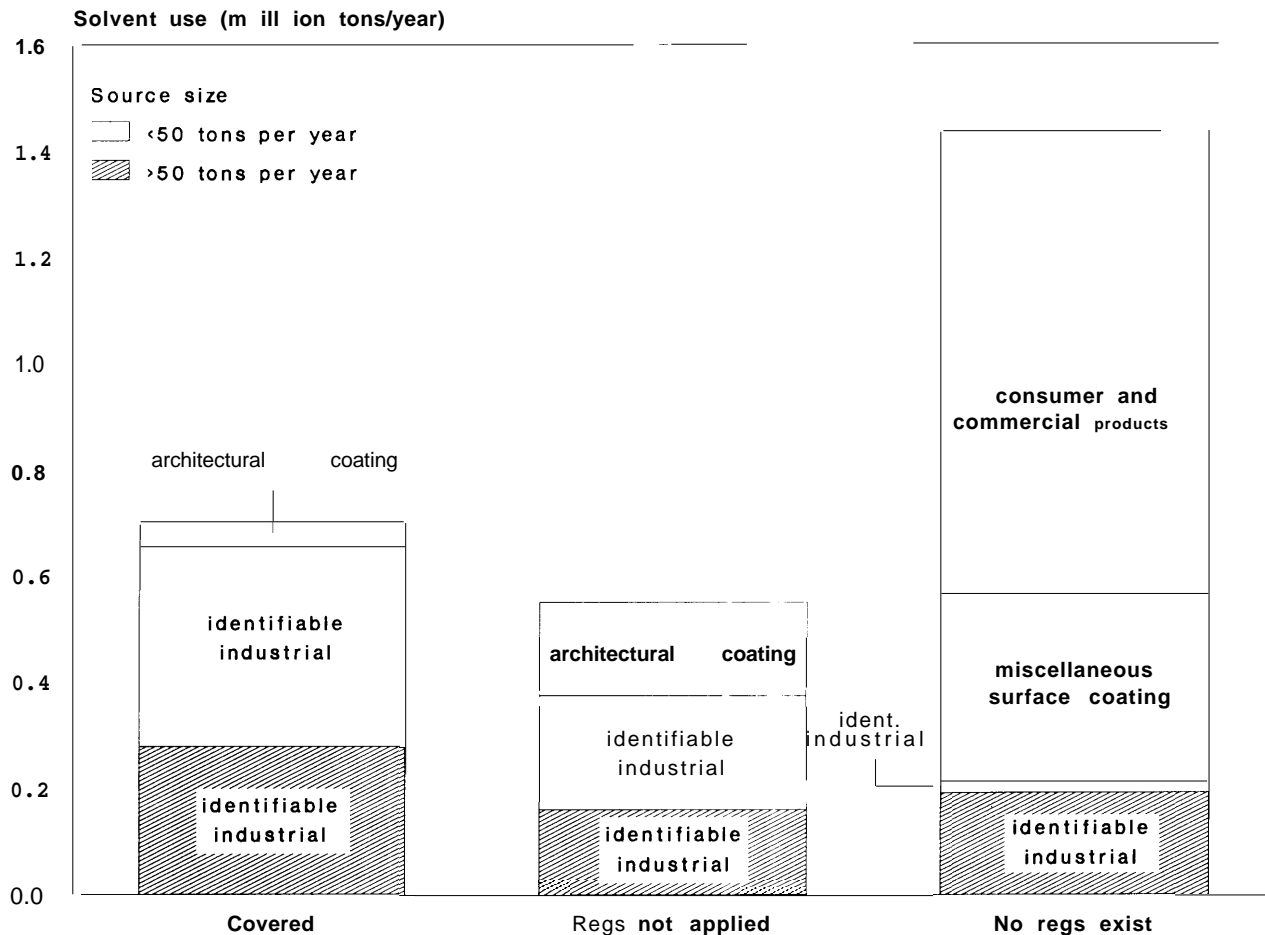 Solvent use (m ill ion tons/year)
1.6
Source size
<50 tons per year
1.4
>50 tons per year
1.2
1.0
consumer and
commercial products
0.8
architectural coating
0.6
identifiable
industrial
architectural coating
0.4
miscellaneous
surface coating
ident.
industrial
identifiable
industrial
0.2
identifiable
industrial
identifiable
industrial
identifiable
industrial
0.0
Covered
Regs not applied
No regs exist